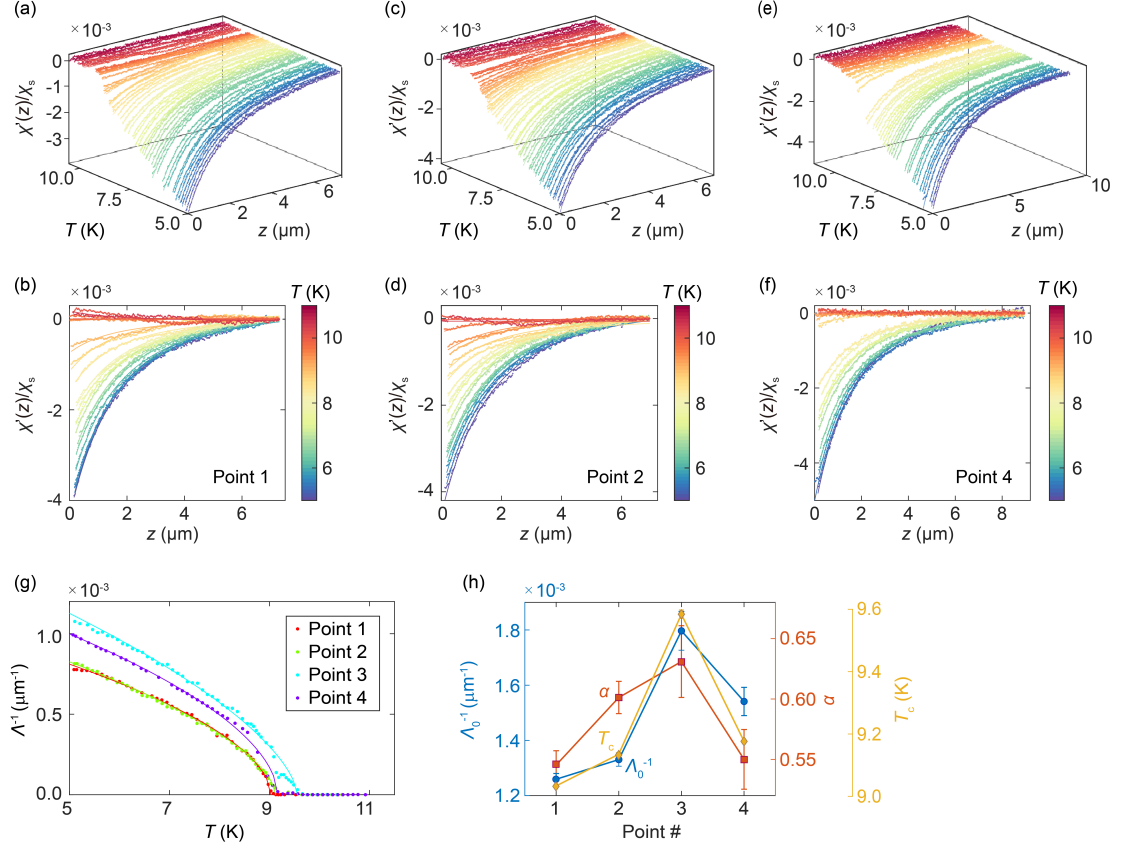 (a)
× 10⁻³
0
-1
-2
-3
χ'(z)/χₛ
10.0
7.5
5.0
T (K)
0
2
4
6
z (µm)
(c)
× 10⁻³
0
-2
-4
χ'(z)/χₛ
10.0
7.5
5.0
T (K)
0
2
4
6
z (µm)
(e)
× 10⁻³
0
-2
-4
χ'(z)/χₛ
10.0
7.5
5.0
T (K)
0
5
10
z (µm)
(b)
× 10⁻³
T (K)
0
-2
-4
χ'(z)/χₛ
0 2 4 6
z (µm)
Point 1
10
8
6
(d)
× 10⁻³
T (K)
0
-2
-4
χ'(z)/χₛ
0 2 4 6
z (µm)
Point 2
10
8
6
(f)
× 10⁻³
T (K)
0
-2
-4
χ'(z)/χₛ
0 2 4 6 8
z (µm)
Point 4
10
8
6
(g)
× 10⁻³
1.0
0.5
0.0
Λ⁻¹ (µm⁻¹)
Point 1
Point 2
Point 3
Point 4
5 7 9 11
T (K)
(h)
× 10⁻³
1.8
1.6
1.4
1.2
Λ₀⁻¹ (µm⁻¹)
α
T꜀
Λ₀⁻¹
1 2 3 4
Point #
0.65
0.60
0.55
α
9.6
9.4
9.2
9.0
T꜀ (K)